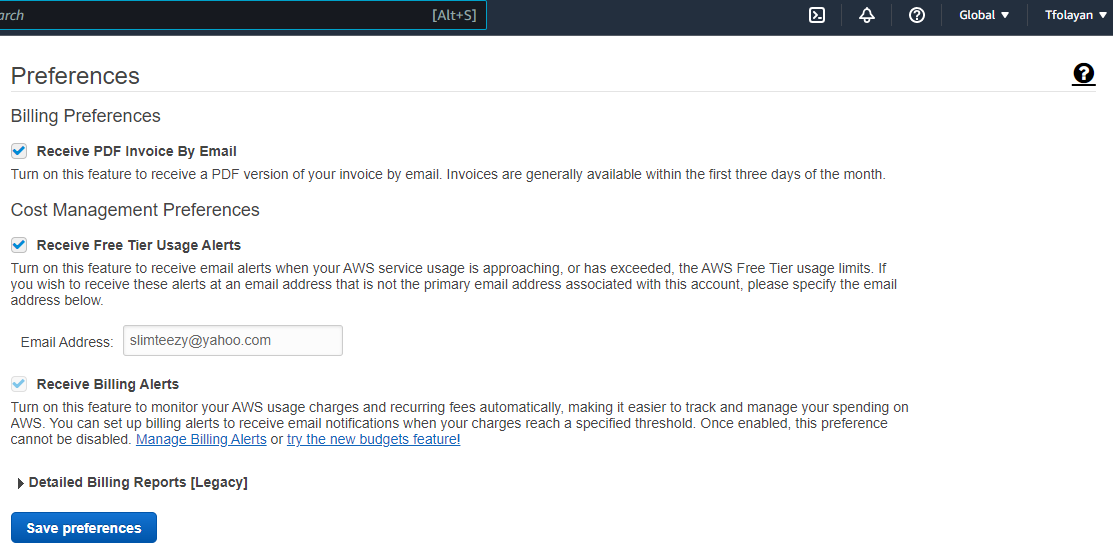 arch [Alt+S] Global Tfolayan
Preferences
Billing Preferences
Receive PDF Invoice By Email
Turn on this feature to receive a PDF version of your invoice by email. Invoices are generally available within the first three days of the month.
Cost Management Preferences
Receive Free Tier Usage Alerts
Turn on this feature to receive email alerts when your AWS service usage is approaching, or has exceeded, the AWS Free Tier usage limits. If
you wish to receive these alerts at an email address that is not the primary email address associated with this account, please specify the email
address below.
Email Address: slimteezy@yahoo.com
Receive Billing Alerts
Turn on this feature to monitor your AWS usage charges and recurring fees automatically, making it easier to track and manage your spending on
AWS. You can set up billing alerts to receive email notifications when your charges reach a specified threshold. Once enabled, this preference
cannot be disabled. Manage Billing Alerts or try the new budgets feature!
Detailed Billing Reports [Legacy]
Save preferences